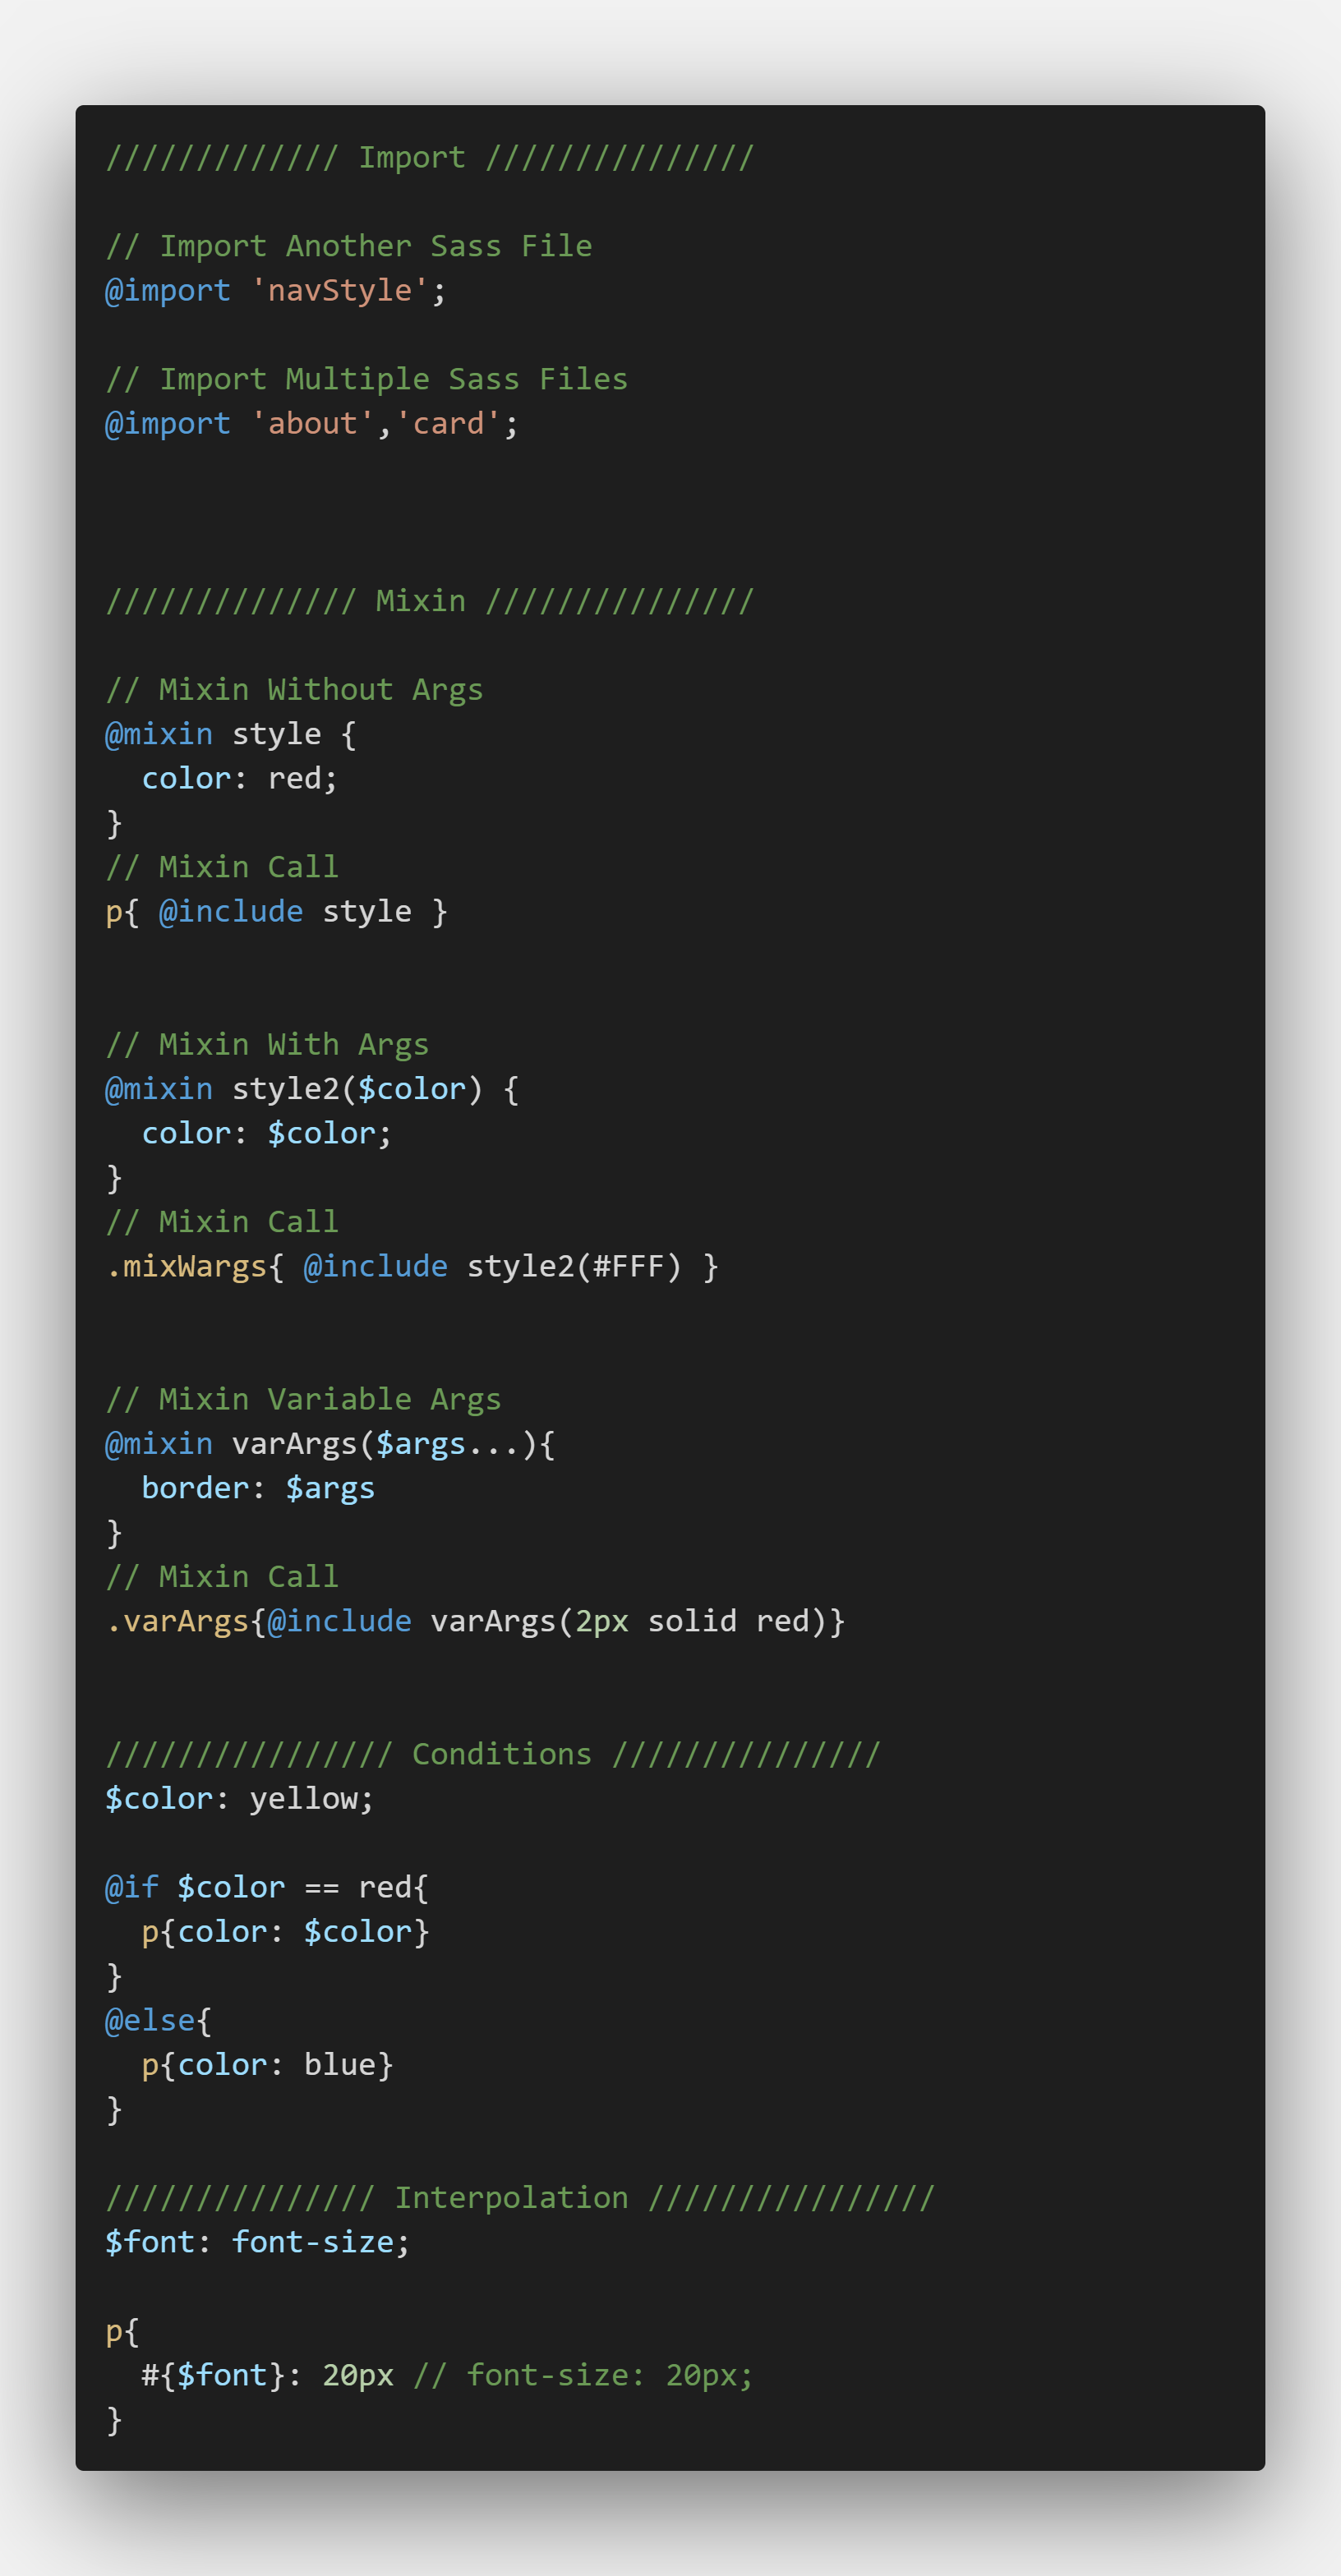 ///////////// Import ///////////////
// Import Another Sass File
@import 'navStyle';
// Import Multiple Sass Files
@import 'about','card';
////////////// Mixin ///////////////
// Mixin Without Args
@mixin style {
  color: red;
}
// Mixin Call
p{ @include style }
// Mixin With Args
@mixin style2($color) {
  color: $color;
}
// Mixin Call
.mixWargs{ @include style2(#FFF) }
// Mixin Variable Args
@mixin varArgs($args...){
  border: $args
}
// Mixin Call
.varArgs{@include varArgs(2px solid red)}
//////////////// Conditions ///////////////
$color: yellow;
@if $color == red{
  p{color: $color}
}
@else{
  p{color: blue}
}
/////////////// Interpolation ////////////////
$font: font-size;
p{
  #{$font}: 20px // font-size: 20px;
}